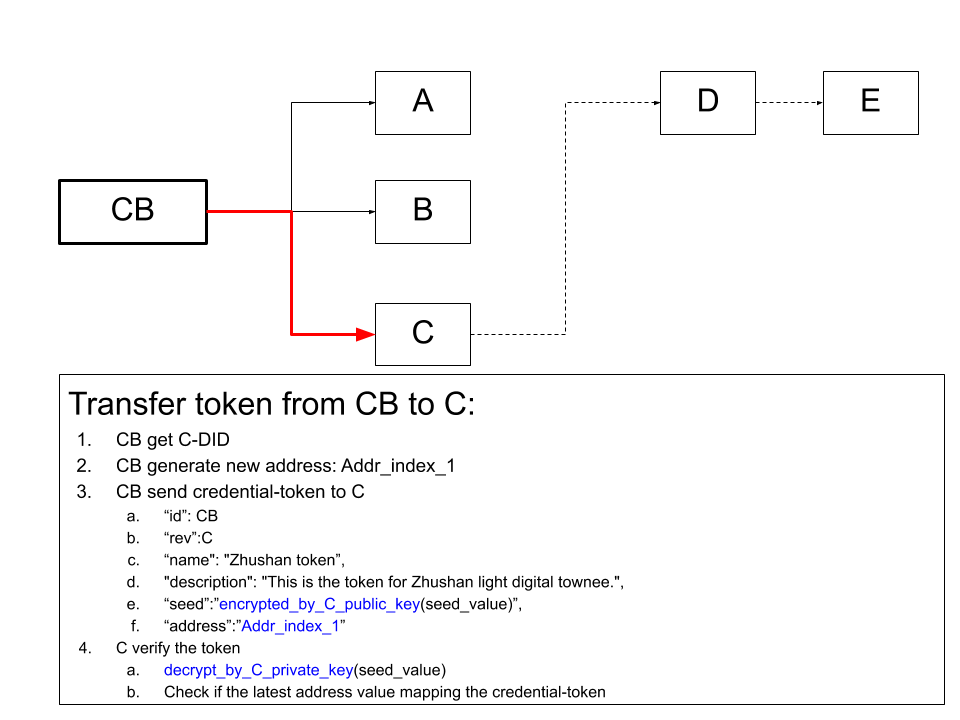 A
D
E
CB
B
C
Transfer token from CB to C:
1. CB get C-DID
2. CB generate new address: Addr_index_1
3. CB send credential-token to C
a. “id”: CB
b. “rev”:C
c. “name": "Zhushan token”,
d. "description": "This is the token for Zhushan light digital townee.",
e. “seed”:”encrypted_by_C_public_key(seed_value)”,
f. “address”:”Addr_index_1”
4. C verify the token
a. decrypt_by_C_private_key(seed_value)
b. Check if the latest address value mapping the credential-token